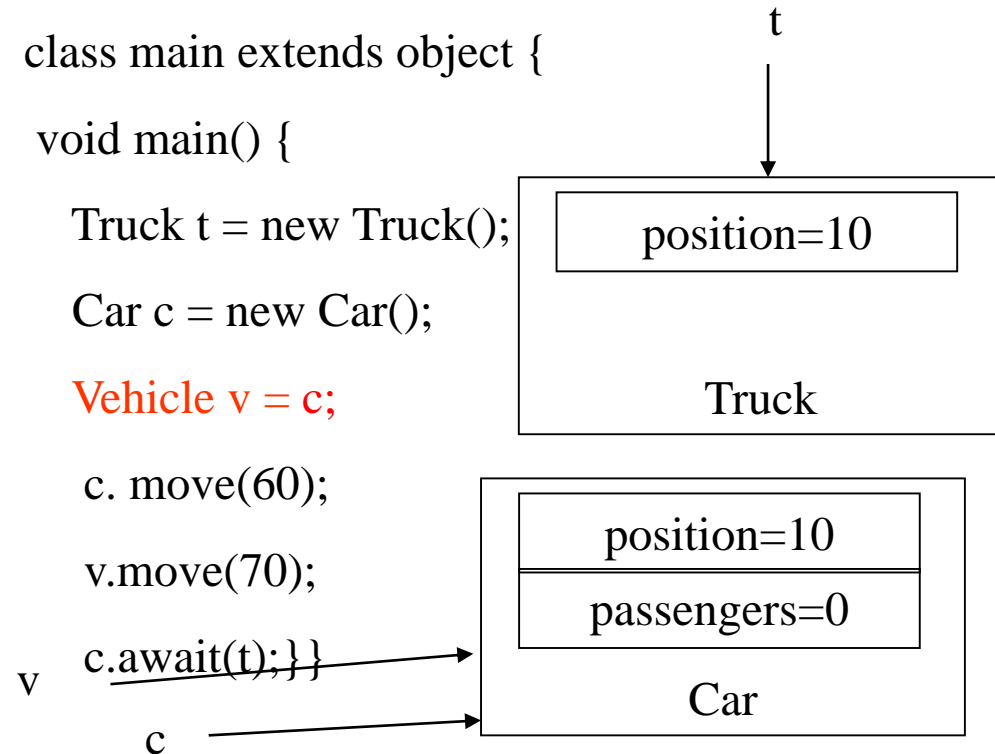 class main extends object {
void main() {
Truck t = new Truck();
Car c = new Car();
Vehicle v = c;
c. move(60);
v.move(70);
c.await(t);}}
t
position=10
Truck
position=10
passengers=0
Car
v
c